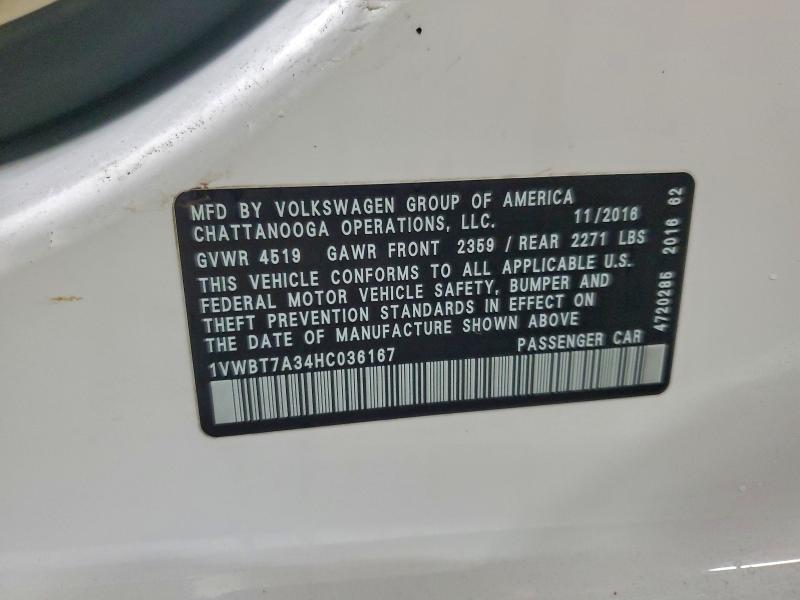 MFD BY VOLKSWAGEN GROUP OF AMERICA
CHATTANOOGA OPERATIONS, LLC. 11/2016
GVWR 4519 GAWR FRONT 2359 / REAR 2271 LBS
THIS VEHICLE CONFORMS TO ALL APPLICABLE U.S.
FEDERAL MOTOR VEHICLE SAFETY, BUMPER AND
THEFT PREVENTION STANDARDS IN EFFECT ON
THE DATE OF MANUFACTURE SHOWN ABOVE
1VWBT7A34HC036167 PASSENGER CAR
4720286 2016 62